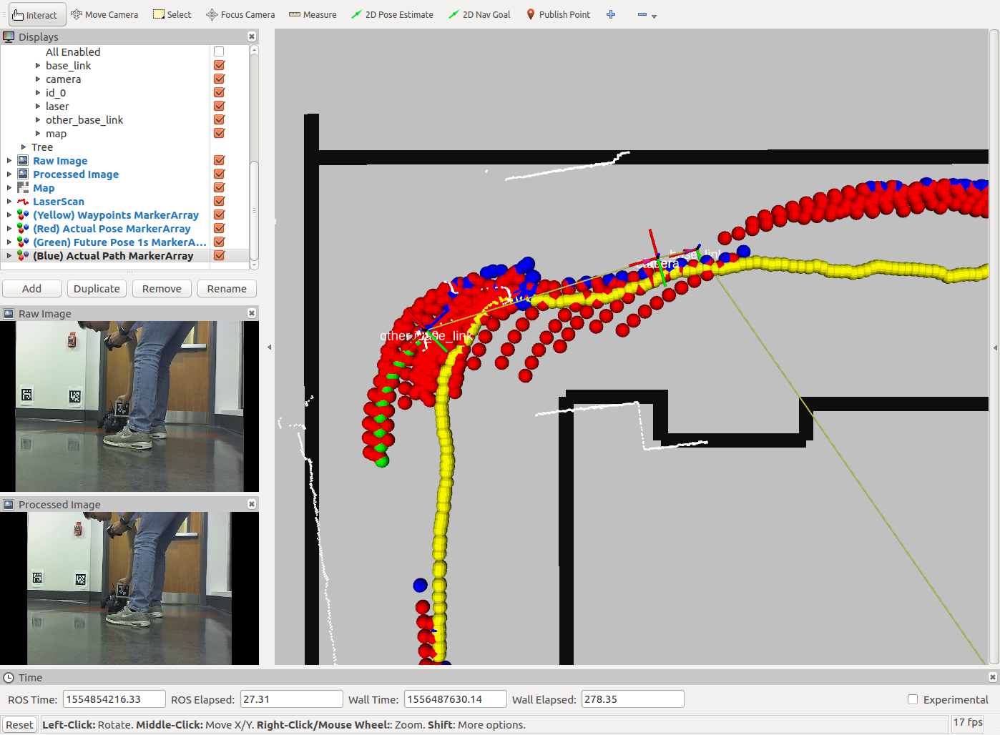 Interact Move Camera Select Focus Camera Measure 2D Pose Estimate 2D Nav Goal Publish Point
Displays
All Enabled
base_link
camera
id_0
laser
other_base_link
map
Tree
Raw Image
Processed Image
Map
LaserScan
(Yellow) Waypoints MarkerArray
(Red) Actual Pose MarkerArray
(Green) Future Pose 1s MarkerA...
(Blue) Actual Path MarkerArray
Add Duplicate Remove Rename
Raw Image
Processed Image
other_base_link
Time
ROS Time: 1554854216.33 ROS Elapsed: 27.31 Wall Time: 1556487630.14 Wall Elapsed: 278.35 Experimental
Reset Left-Click: Rotate. Middle-Click: Move X/Y. Right-Click/Mouse Wheel:: Zoom. Shift: More options. 17 fps